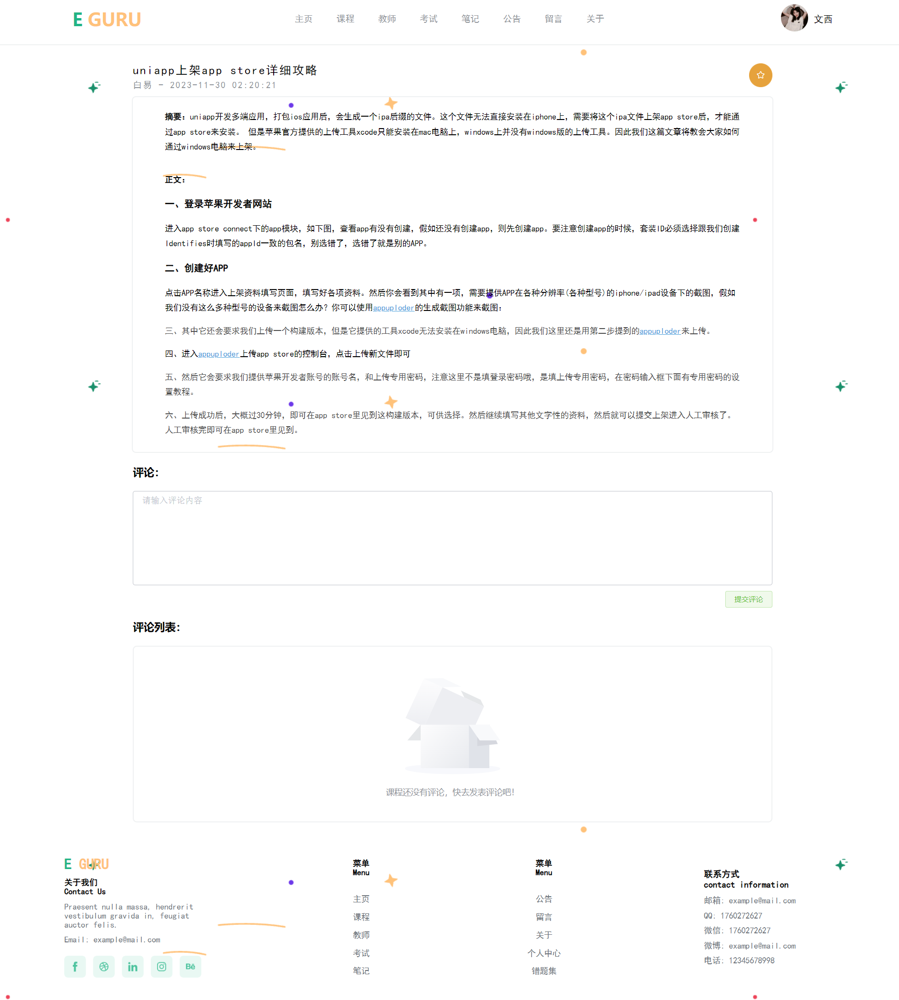 E GURU
主页 课程 教师 考试 笔记 公告 留言 关于
文西
uniapp上架app store详细攻略
白易 - 2023-11-30 02:20:21
摘要：uniapp开发多端应用，打包ios应用后，会生成一个ipa后缀的文件。这个文件无法直接安装在iphone上，需要将这个ipa文件上架app store后，才能通
过app store来安装。 但是苹果官方提供的上传工具xcode只能安装在mac电脑上，windows上并没有windows版的上传工具。因此我们这篇文章将教会大家如何
通过windows电脑来上架。
正文：
一、登录苹果开发者网站
进入app store connect下的app模块，如下图，查看app有没有创建，假如还没有创建app，则先创建app。要注意创建app的时候，套装ID必须选择跟我们创建
Identifies时填写的appId一致的包名，别选错了，选错了就是别的APP。
二、创建好APP
点击APP名称进入上架资料填写页面，填写好各项资料。然后你会看到其中有一项，需要提供APP在各种分辨率(各种型号)的iphone/ipad设备下的截图，假如
我们没有这么多种型号的设备来截图怎么办？你可以使用appuploder的生成截图功能来截图：
三、其中它还会要求我们上传一个构建版本，但是它提供的工具xcode无法安装在windows电脑，因此我们这里还是用第二步提到的appuploder来上传。
四、进入appuploder上传app store的控制台，点击上传新文件即可
五、然后它会要求我们提供苹果开发者账号的账号名，和上传专用密码，注意这里不是填登录密码哦，是填上传专用密码，在密码输入框下面有专用密码的设
置教程。
六、上传成功后，大概过30分钟，即可在app store里见到这构建版本，可供选择。然后继续填写其他文字性的资料，然后就可以提交上架进入人工审核了。
人工审核完即可在app store里见到。
评论：
请输入评论内容
提交评论
评论列表：
课程还没有评论，快去发表评论吧！
E GURU
关于我们
Contact Us
Praesent nulla massa, hendrerit
vestibulum gravida in, feugiat
auctor felis.
Email: example@mail.com
Bē
菜单
Menu
主页
课程
教师
考试
笔记
菜单
Menu
公告
留言
关于
个人中心
错题集
联系方式
contact information
邮箱: example@mail.com
QQ: 1760272627
微信: 1760272627
微博: example@mail.com
电话: 12345678998